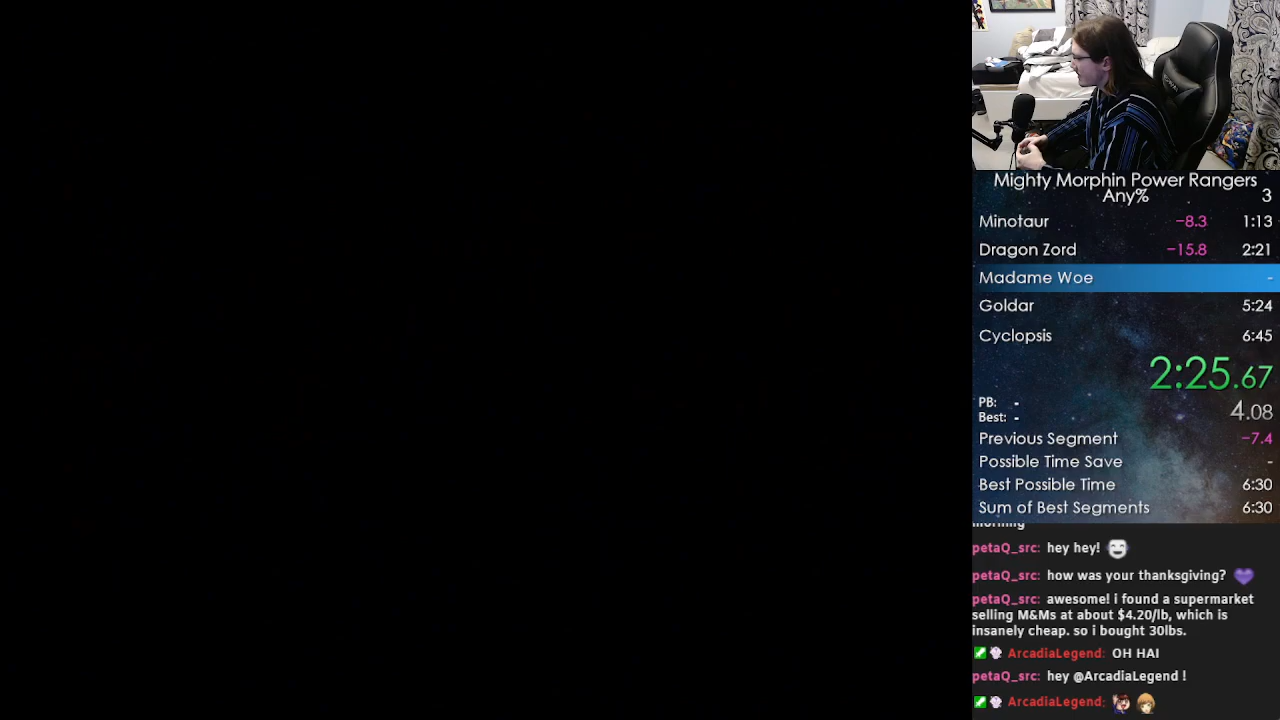 Mighty Morphin Power Rangers
Any% 3
Minotaur -8.3 1:13
Dragon Zord -15.8 2:21
Madame Woe -
Goldar 5:24
Cyclopsis 6:45
2:25.67
PB: -
4.08
Best: -
Previous Segment -7.4
Possible Time Save -
Best Possible Time 6:30
Sum of Best Segments 6:30
morning
petaQ_src: hey hey!
petaQ_src: how was your thanksgiving?
petaQ_src: awesome! i found a supermarket
selling M&Ms at about $4.20/lb, which is
insanely cheap. so i bought 30lbs.
ArcadiaLegend: OH HAI
petaQ_src: hey @ArcadiaLegend !
ArcadiaLegend: